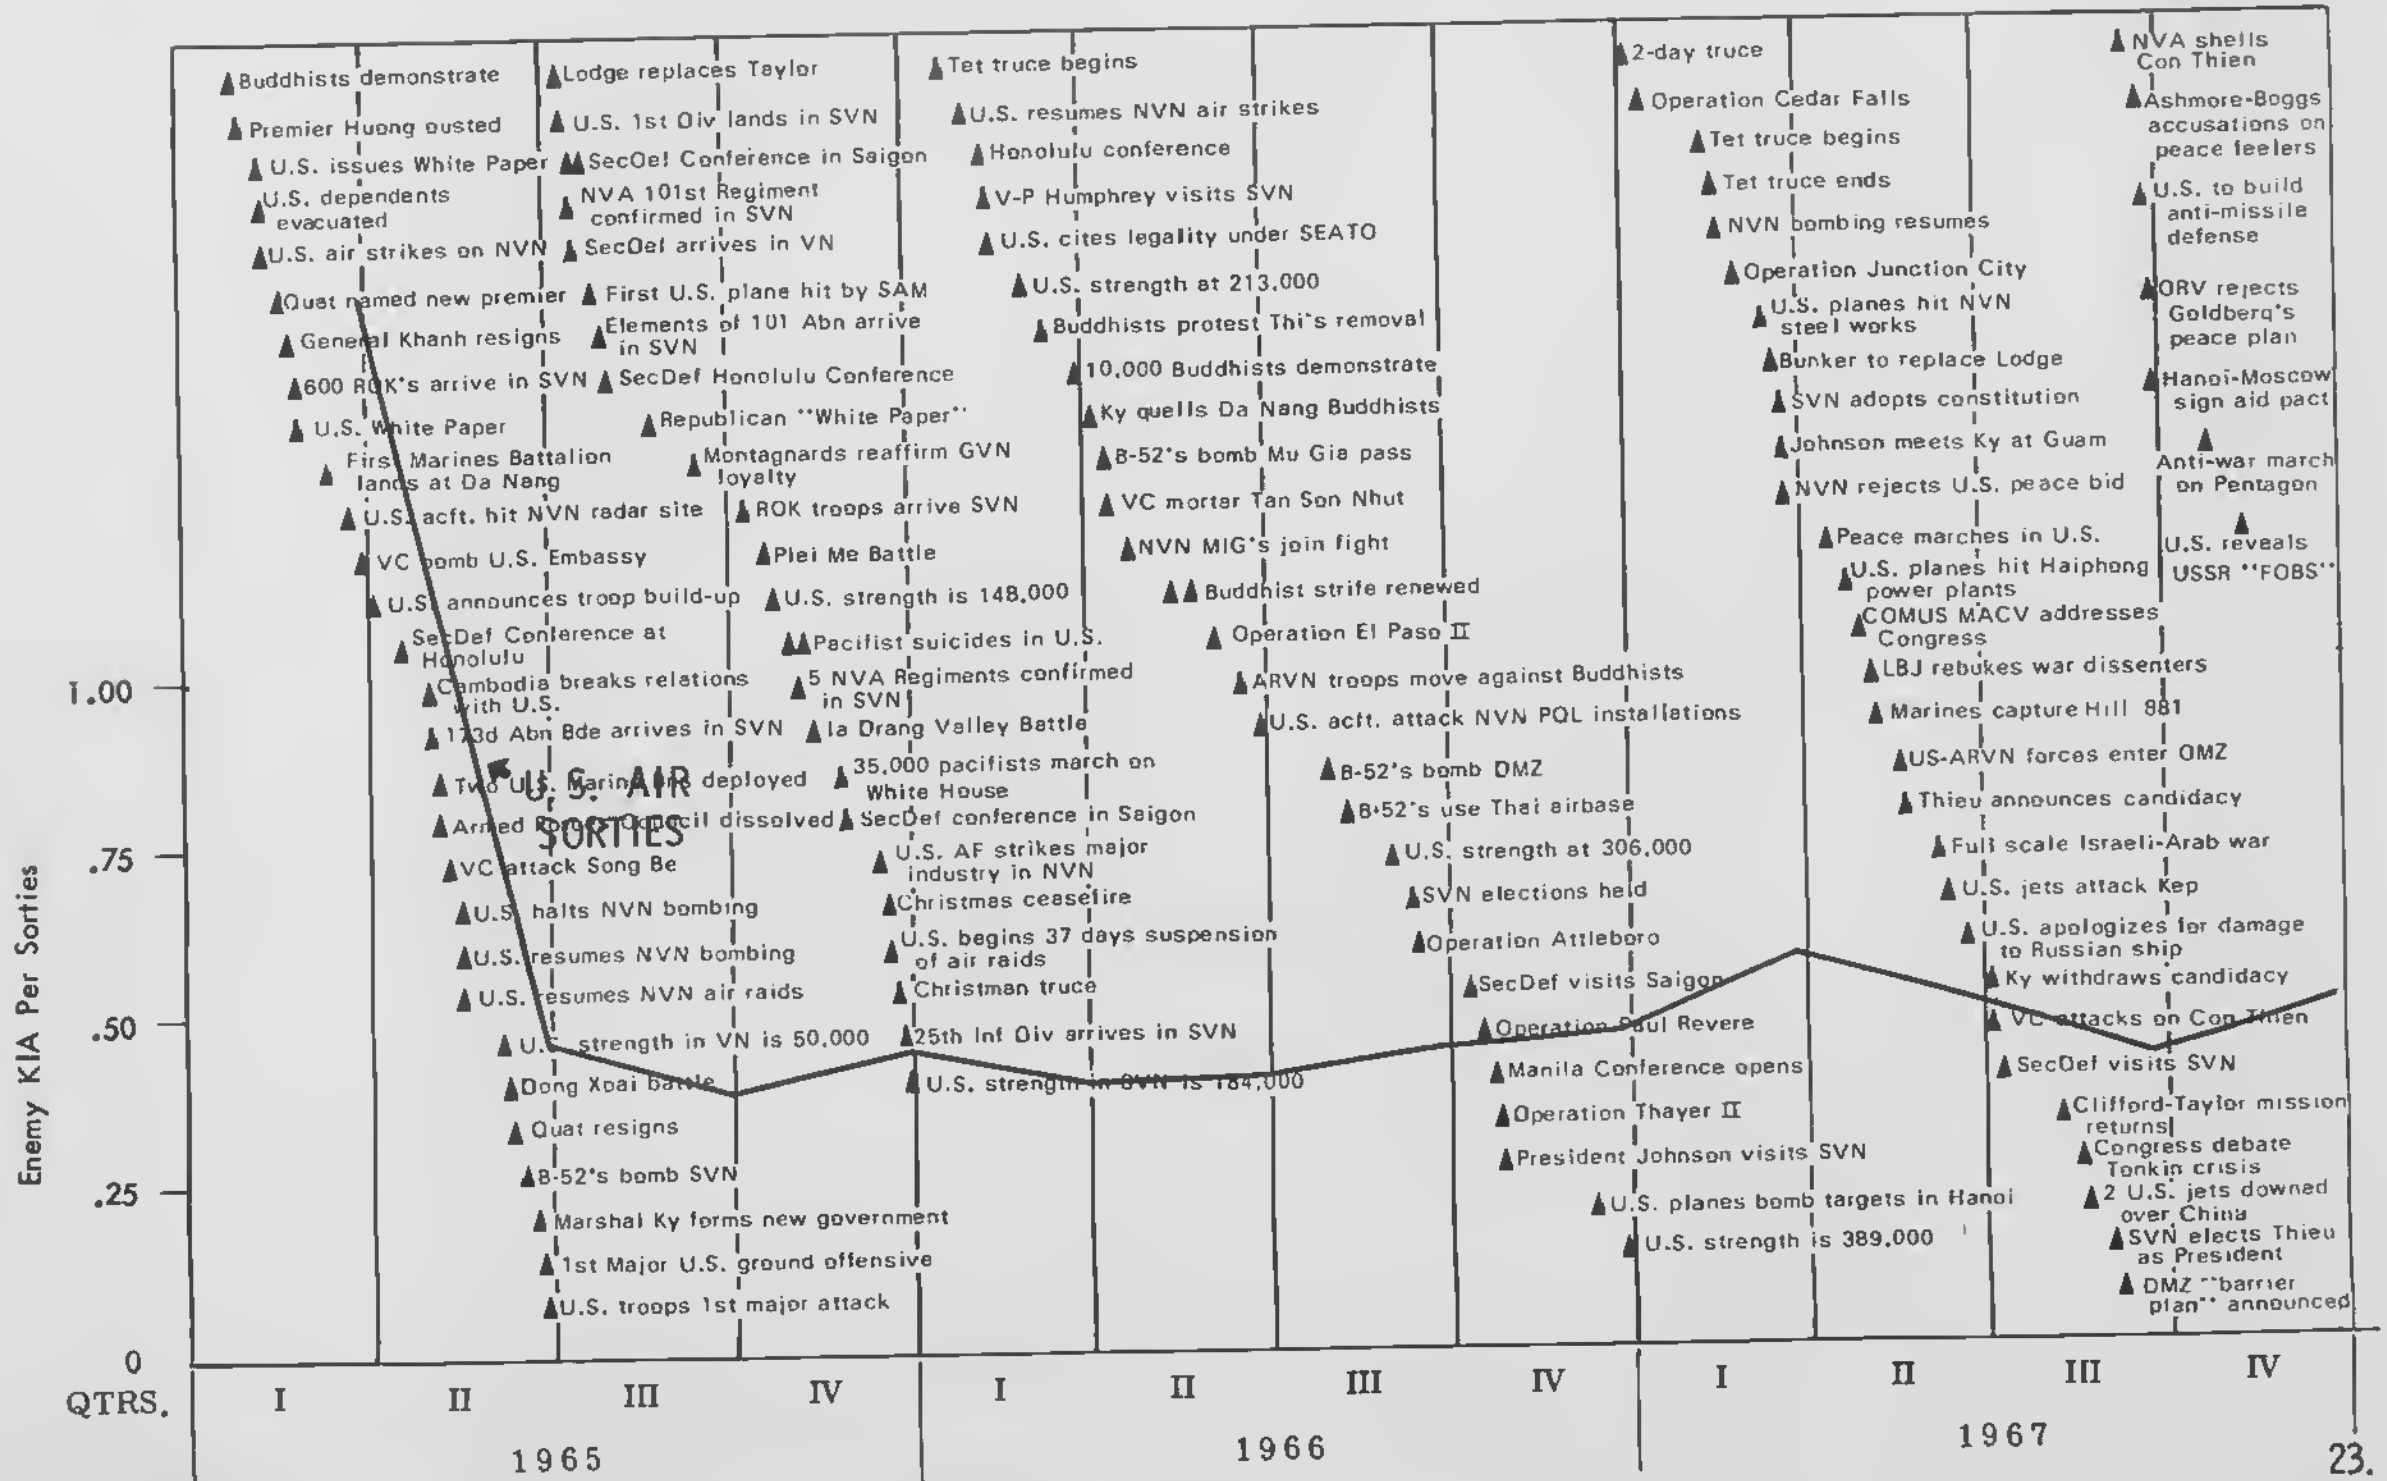 Buddhists demonstrate
Premier Huong ousted
U.S. issues White Paper
U.S. dependents
evacuated
U.S. air strikes on NVN
Quat named new premier
General Khanh resigns
600 ROK's arrive in SVN
U.S. White Paper
First Marines Battalion
lands at Da Nang
U.S. acft. hit NVN radar site
VC bomb U.S. Embassy
U.S. announces troop build-up
SecDef Conference at
Honolulu
Cambodia breaks relations
with U.S.
173d Abn Bde arrives in SVN
Two U.S. Marine deployed
Armed Forces Council dissolved
VC attack Song Be
U.S. halts NVN bombing
U.S. resumes NVN bombing
U.S. resumes NVN air raids
U.S. strength in VN is 50,000
Dong Xoai battle
Quat resigns
B-52's bomb SVN
Marshal Ky forms new government
1st Major U.S. ground offensive
U.S. troops 1st major attack
Lodge replaces Taylor
U.S. 1st Oiv lands in SVN
SecOef Conference in Saigon
NVA 101st Regiment
confirmed in SVN
SecOef arrives in VN
First U.S. plane hit by SAM
Elements of 101 Abn arrive
in SVN
SecDef Honolulu Conference
Republican "White Paper"
Montagnards reaffirm GVN
loyalty
ROK troops arrive SVN
Plei Me Battle
U.S. strength is 148,000
Pacifist suicides in U.S.
5 NVA Regiments confirmed
in SVN
Ia Drang Valley Battle
35,000 pacifists march on
White House
SecDef conference in Saigon
U.S. AF strikes major
industry in NVN
Christmas ceasefire
U.S. begins 37 days suspension
of air raids
Christman truce
25th Inf Oiv arrives in SVN
U.S. strength in SVN is 184,000
U.S. AIR
SORTIES
Tet truce begins
U.S. resumes NVN air strikes
Honolulu conference
V-P Humphrey visits SVN
U.S. cites legality under SEATO
U.S. strength at 213,000
Buddhists protest Thi's removal
10,000 Buddhists demonstrate
Ky quells Da Nang Buddhists
B-52's bomb Mu Gia pass
VC mortar Tan Son Nhut
NVN MIG's join fight
Buddhist strife renewed
Operation El Paso II
ARVN troops move against Buddhists
U.S. acft. attack NVN POL installations
B-52's bomb DMZ
B-52's use Thai airbase
U.S. strength at 306,000
SVN elections held
Operation Attleboro
SecDef visits Saigon
Operation Paul Revere
Manila Conference opens
Operation Thayer II
President Johnson visits SVN
U.S. planes bomb targets in Hanoi
U.S. strength is 389,000
2-day truce
Operation Cedar Falls
Tet truce begins
Tet truce ends
NVN bombing resumes
Operation Junction City
U.S. planes hit NVN
steel works
Bunker to replace Lodge
SVN adopts constitution
Johnson meets Ky at Guam
NVN rejects U.S. peace bid
Peace marches in U.S.
U.S. planes hit Haiphong
power plants
COMUS MACV addresses
Congress
LBJ rebukes war dissenters
Marines capture Hill 881
US-ARVN forces enter OMZ
Thieu announces candidacy
Full scale Israeli-Arab war
U.S. jets attack Kep
U.S. apologizes for damage
to Russian ship
Ky withdraws candidacy
VC attacks on Con Thien
SecDef visits SVN
Clifford-Taylor mission
returns
Congress debate
Tonkin crisis
2 U.S. jets downed
over China
SVN elects Thieu
as President
DMZ "barrier
plan" announced
NVA shells
Con Thien
Ashmore-Boggs
accusations on
peace feelers
U.S. to build
anti-missile
defense
ORV rejects
Goldberg's
peace plan
Hanoi-Moscow
sign aid pact
Anti-war march
on Pentagon
U.S. reveals
USSR "FOBS"
Enemy KIA Per Sorties
1.00
.75
.50
.25
0
QTRS.
I II III IV I II III IV I II III IV
1965 1966 1967
23.